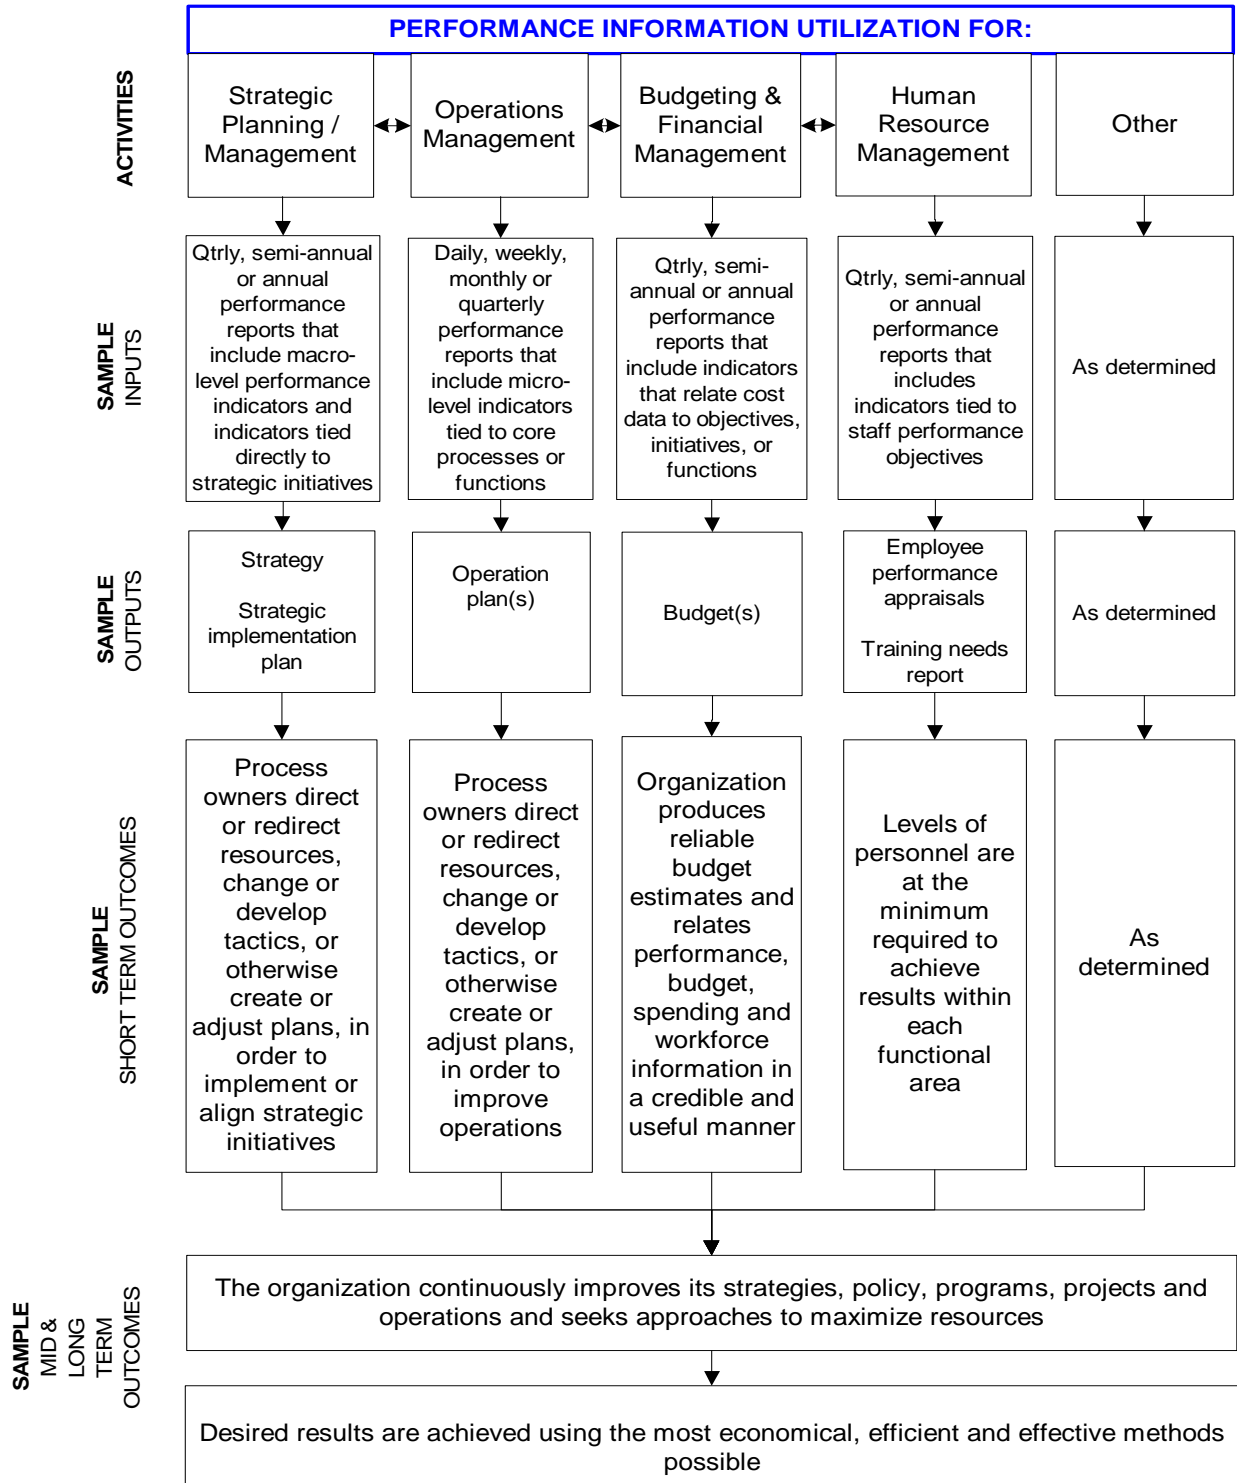 PERFORMANCE INFORMATION UTILIZATION FOR:
ACTIVITIES
Strategic
Planning /
Management
Operations
Management
Budgeting &
Financial
Management
Human
Resource
Management
Other
SAMPLE
INPUTS
Qtrly, semi-annual
or annual
performance
reports that
include macro-
level performance
indicators and
indicators tied
directly to
strategic initiatives
Daily, weekly,
monthly or
quarterly
performance
reports that
include micro-
level indicators
tied to core
processes or
functions
Qtrly, semi-
annual or annual
performance
reports that
include indicators
that relate cost
data to objectives,
initiatives, or
functions
Qtrly, semi-annual
or annual
performance
reports that
includes
indicators tied to
staff performance
objectives
As determined
SAMPLE
OUTPUTS
Strategy
Strategic
implementation
plan
Operation
plan(s)
Budget(s)
Employee
performance
appraisals
Training needs
report
As determined
SAMPLE
SHORT TERM OUTCOMES
Process
owners direct
or redirect
resources,
change or
develop
tactics, or
otherwise
create or
adjust plans, in
order to
implement or
align strategic
initiatives
Process
owners direct
or redirect
resources,
change or
develop
tactics, or
otherwise
create or
adjust plans,
in order to
improve
operations
Organization
produces
reliable
budget
estimates and
relates
performance,
budget,
spending and
workforce
information in
a credible and
useful manner
Levels of
personnel are
at the
minimum
required to
achieve
results within
each
functional
area
As
determined
SAMPLE
MID &
LONG
TERM
OUTCOMES
The organization continuously improves its strategies, policy, programs, projects and
operations and seeks approaches to maximize resources
Desired results are achieved using the most economical, efficient and effective methods
possible